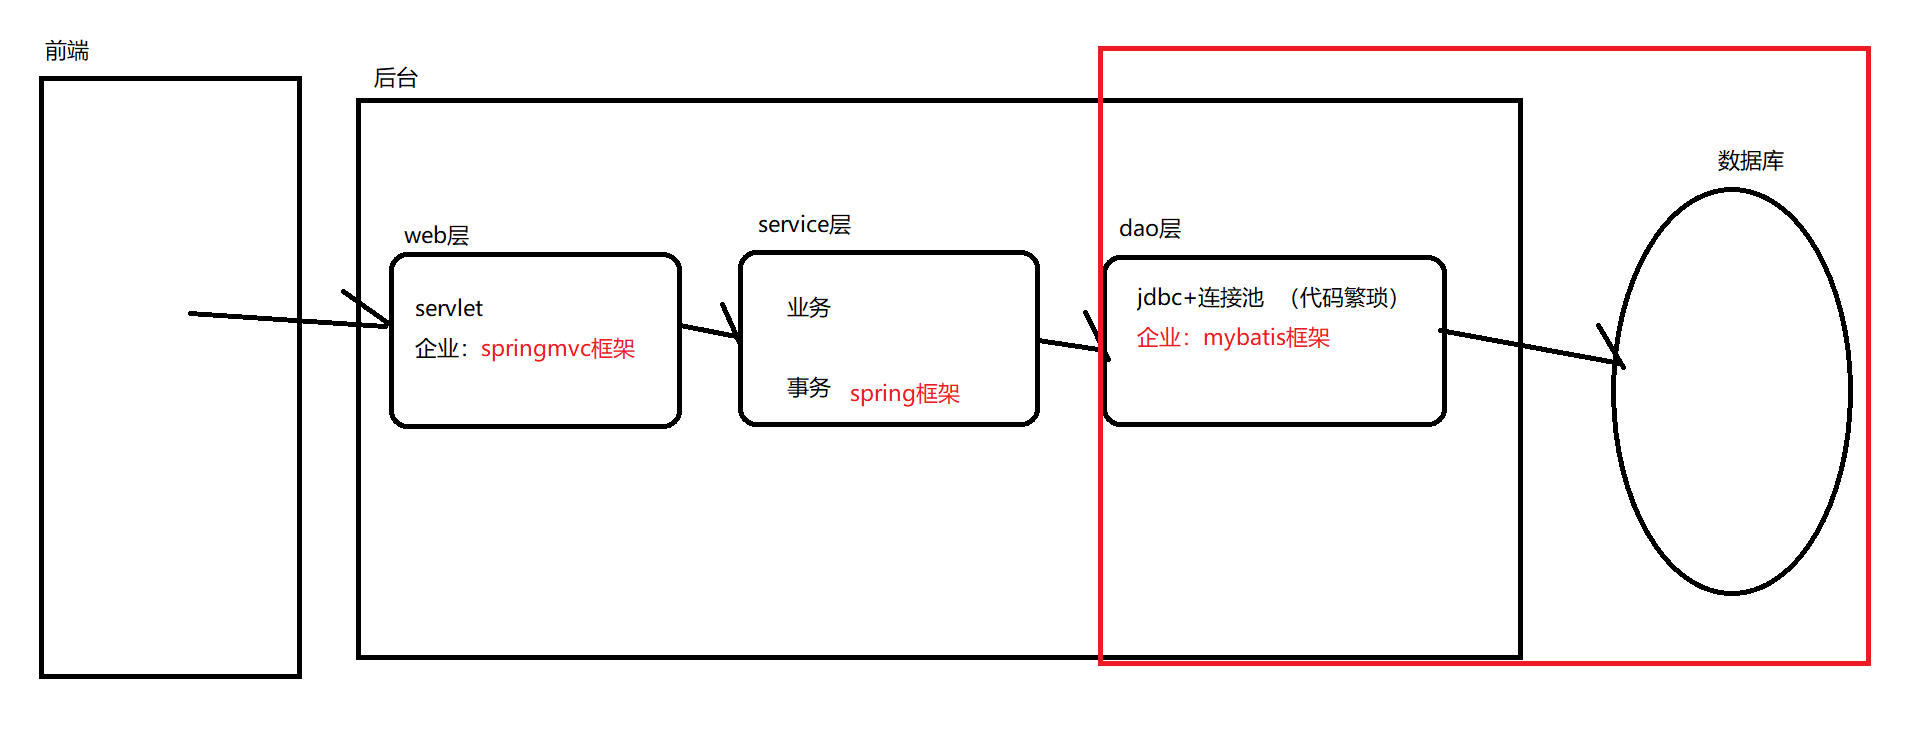 前端
后台
web层
servlet
企业：springmvc框架
service层
业务
事务 spring框架
dao层
jdbc+连接池 （代码繁琐）
企业：mybatis框架
数据库